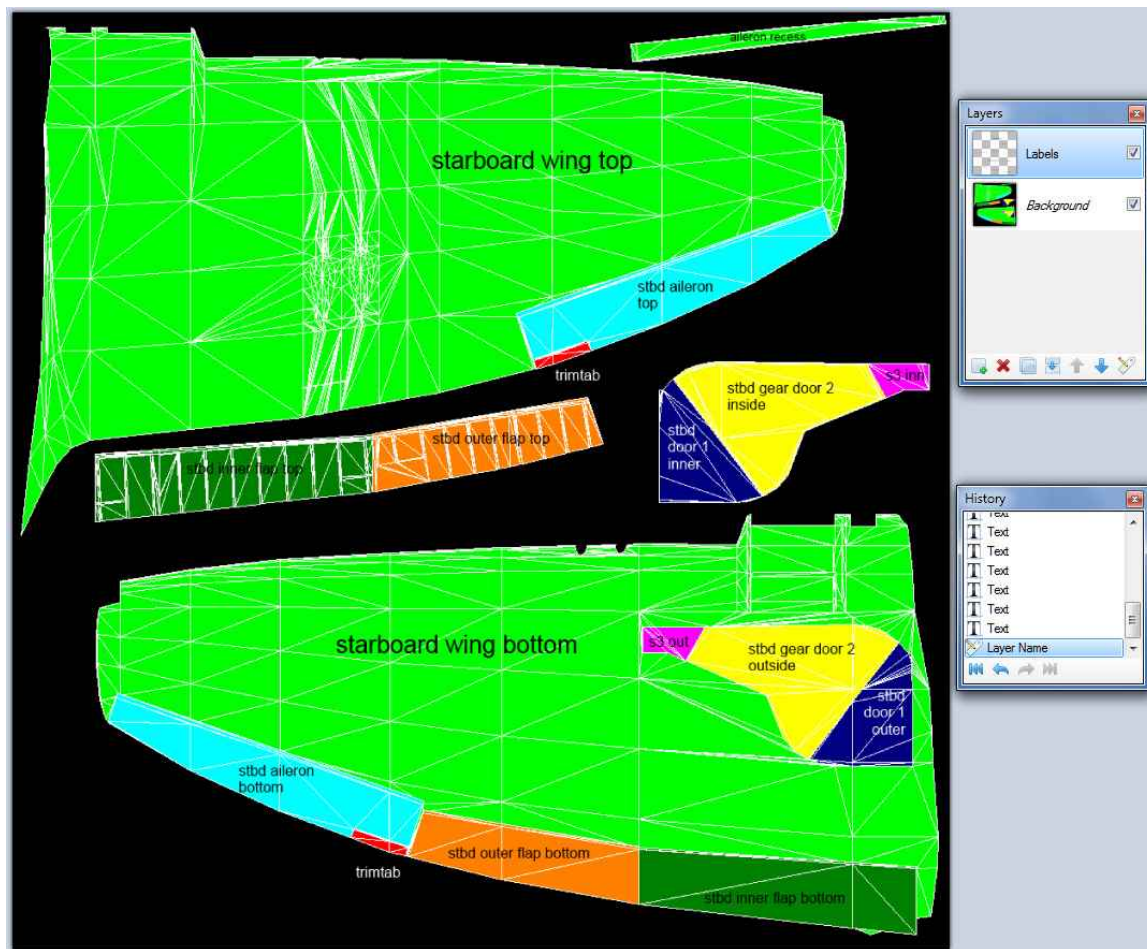 aileron recess
starboard wing top
stbd aileron
top
trimtab
stbd gear door 2
inside
s3 inn
stbd
door 1
inner
stbd outer flap top
stbd inner flap top
starboard wing bottom
s3 out
stbd gear door 2
outside
stbd
door 1
outer
stbd aileron
bottom
trimtab
stbd outer flap bottom
stbd inner flap bottom
Layers
Labels
Background
History
Text
Text
Text
Text
Text
Text
Text
Layer Name